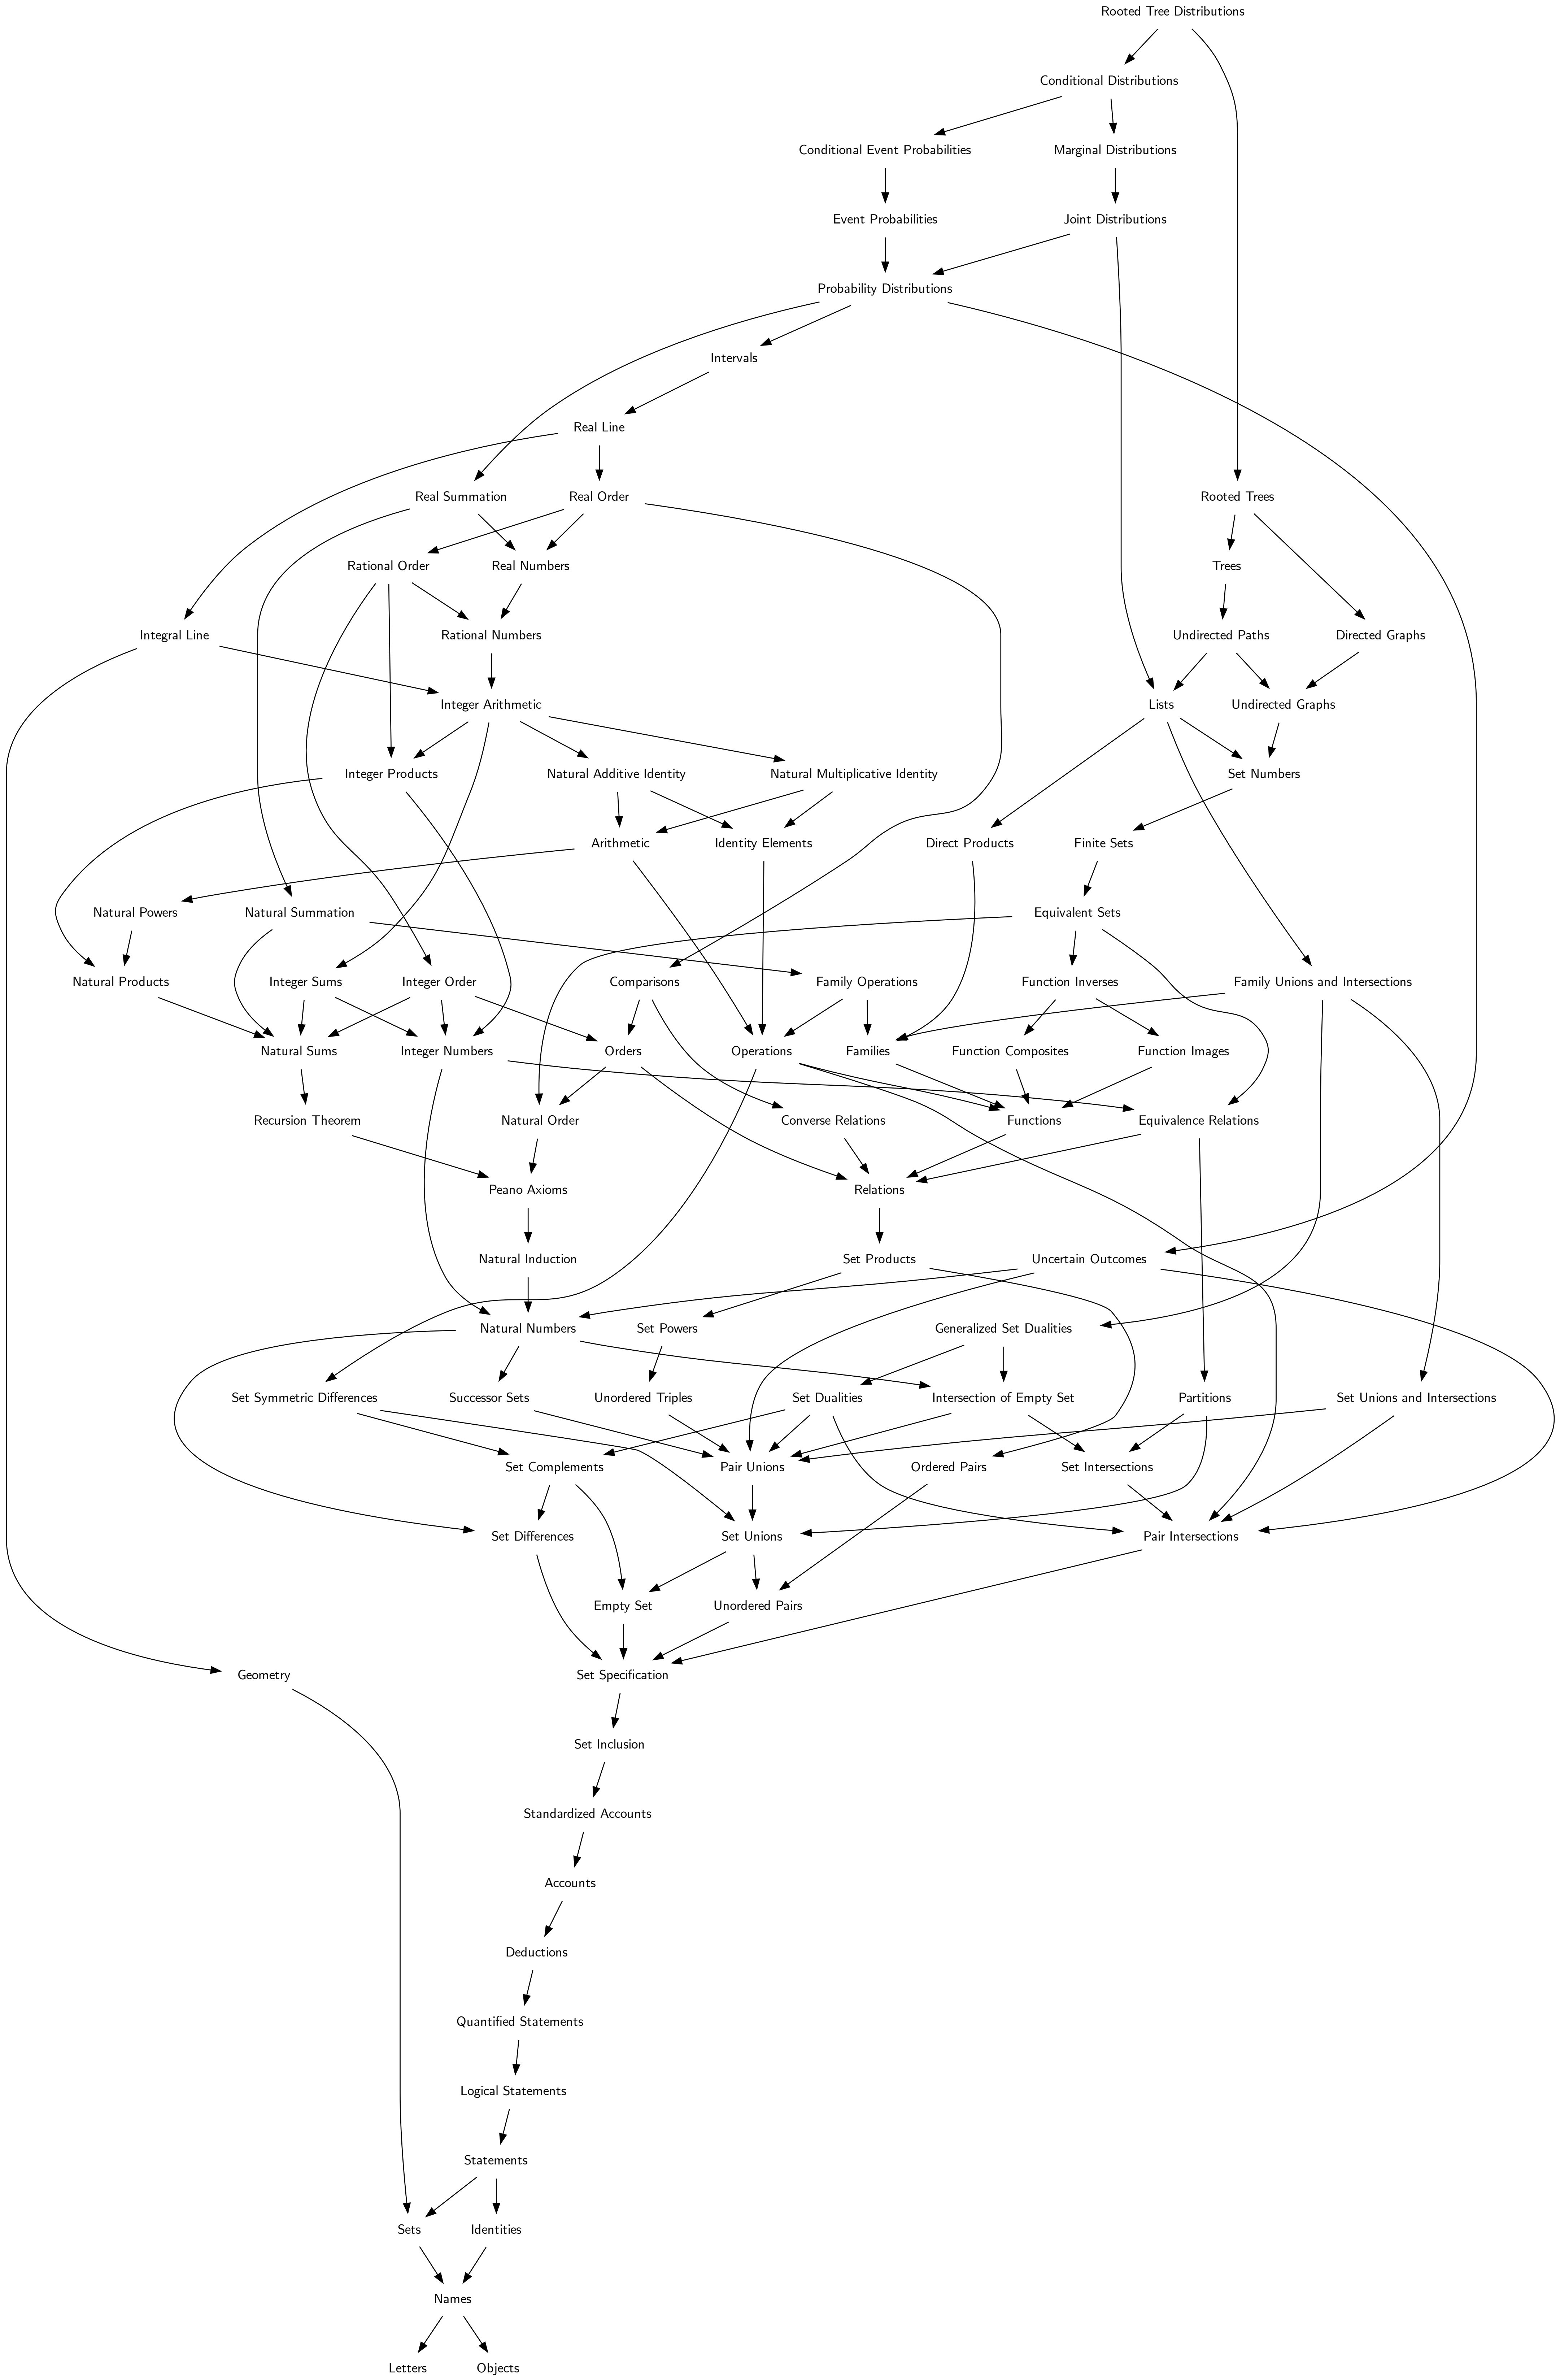 Rooted Tree Distributions
Conditional Distributions
Conditional Event Probabilities
Marginal Distributions
Event Probabilities
Joint Distributions
Probability Distributions
Intervals
Real Line
Real Summation
Real Order
Rooted Trees
Rational Order
Real Numbers
Trees
Integral Line
Rational Numbers
Undirected Paths
Directed Graphs
Integer Arithmetic
Lists
Undirected Graphs
Integer Products
Natural Additive Identity
Natural Multiplicative Identity
Set Numbers
Arithmetic
Identity Elements
Direct Products
Finite Sets
Natural Powers
Natural Summation
Equivalent Sets
Natural Products
Integer Sums
Integer Order
Comparisons
Family Operations
Function Inverses
Family Unions and Intersections
Natural Sums
Integer Numbers
Orders
Operations
Families
Function Composites
Function Images
Recursion Theorem
Natural Order
Converse Relations
Functions
Equivalence Relations
Peano Axioms
Relations
Natural Induction
Set Products
Uncertain Outcomes
Natural Numbers
Set Powers
Generalized Set Dualities
Set Symmetric Differences
Successor Sets
Unordered Triples
Set Dualities
Intersection of Empty Set
Partitions
Set Unions and Intersections
Set Complements
Pair Unions
Ordered Pairs
Set Intersections
Set Differences
Set Unions
Pair Intersections
Empty Set
Unordered Pairs
Geometry
Set Specification
Set Inclusion
Standardized Accounts
Accounts
Deductions
Quantified Statements
Logical Statements
Statements
Sets
Identities
Names
Letters
Objects